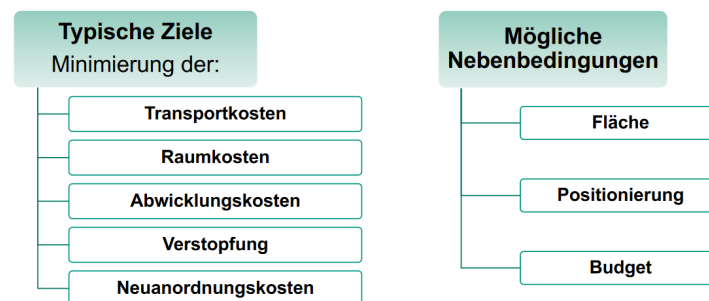 Typische Ziele
Minimierung der:
Transportkosten
Raumkosten
Abwicklungskosten
Verstopfung
Neuanordnungskosten
Mögliche
Nebenbedingungen
Fläche
Positionierung
Budget